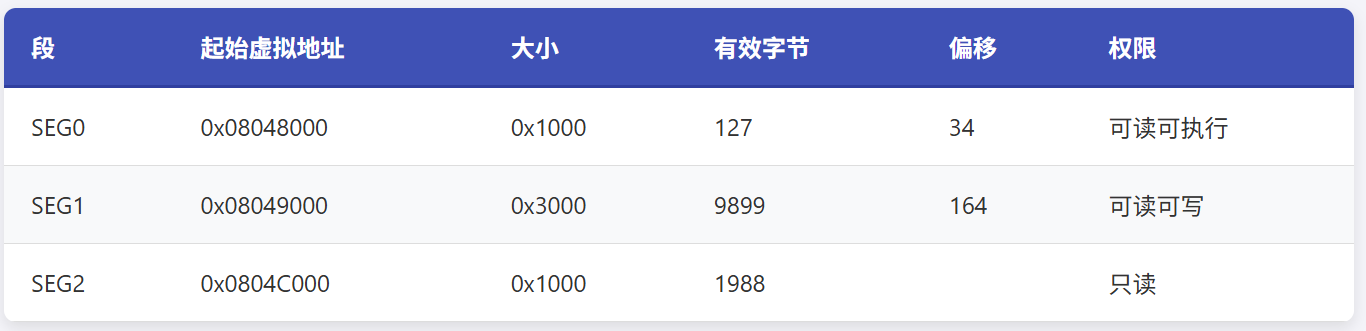 段 起始虚拟地址 大小 有效字节 偏移 权限
SEG0 0x08048000 0x1000 127 34 可读可执行
SEG1 0x08049000 0x3000 9899 164 可读可写
SEG2 0x0804C000 0x1000 1988 只读